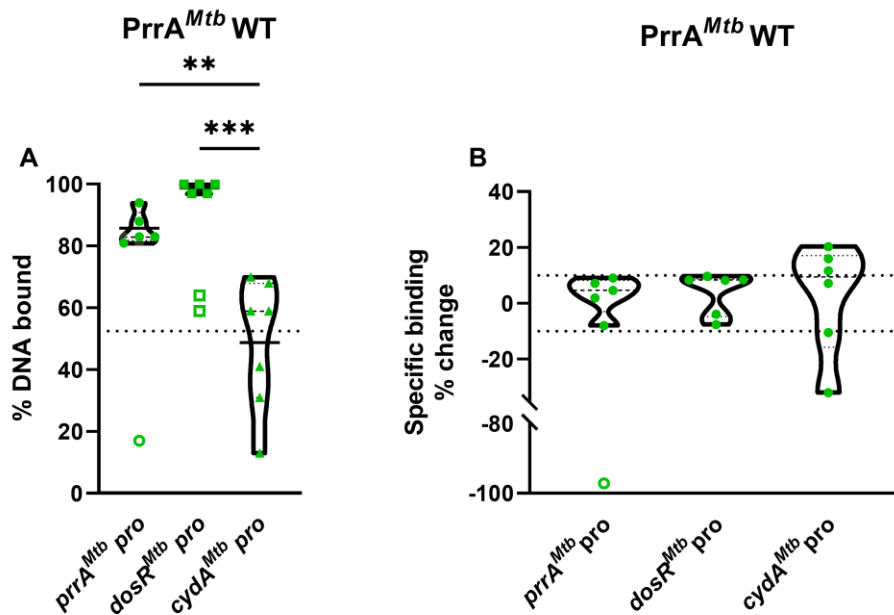 PrrA^Mtb WT
**
***
A
% DNA bound
100
80
60
40
20
0
prrA^Mtb pro
dosR^Mtb pro
cydA^Mtb pro
PrrA^Mtb WT
B
Specific binding
% change
40
20
0
-20
-80
-100
prrA^Mtb
pro
dosR^Mtb
pro
cydA^Mtb
pro